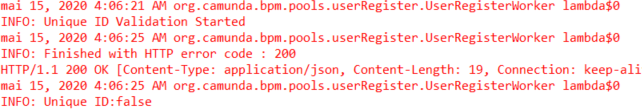 mai 15, 2020 4:06:21 AM org.camunda.bpm.pools.userRegister.UserRegisterWorker lambda$0
INFO: Unique ID Validation Started
mai 15, 2020 4:06:25 AM org.camunda.bpm.pools.userRegister.UserRegisterWorker lambda$0
INFO: Finished with HTTP error code : 200
HTTP/1.1 200 OK [Content-Type: application/json, Content-Length: 19, Connection: keep-ali
mai 15, 2020 4:06:25 AM org.camunda.bpm.pools.userRegister.UserRegisterWorker lambda$0
INFO: Unique ID:false